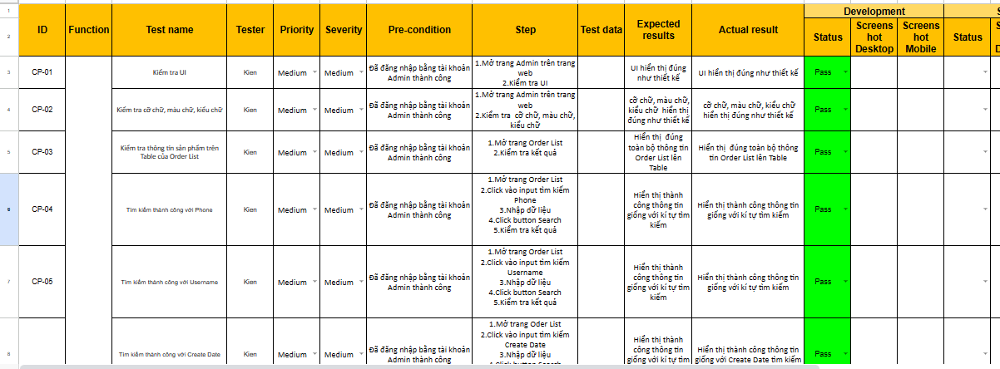 1
Development
S
2
ID
Function
Test name
Tester
Priority
Severity
Pre-condition
Step
Test data
Expected
results
Actual result
Status
Screens
hot
Desktop
Screens
hot
Mobile
Status
S
D
3
CP-01
Kiểm tra UI
Kien
Medium
Medium
Đã đăng nhập bằng tài khoản
Admin thành công
1.Mở trang Admin trên trang
web
2.Kiểm tra UI
UI hiển thị đúng
như thiết kế
UI hiển thị đúng như thiết kế
Pass
4
CP-02
Kiểm tra cỡ chữ, màu chữ, kiểu chữ
Kien
Medium
Medium
Đã đăng nhập bằng tài khoản
Admin thành công
1.Mở trang Admin trên trang
web
2.Kiểm tra cỡ chữ, màu chữ,
kiểu chữ
cỡ chữ, màu chữ,
kiểu chữ hiển thị
đúng như thiết kế
cỡ chữ, màu chữ, kiểu chữ
hiển thị đúng như thiết kế
Pass
5
CP-03
Kiểm tra thông tin sản phẩm trên
Table của Order List
Kien
Medium
Medium
Đã đăng nhập bằng tài khoản
Admin thành công
1.Mở trang Order List
2.Kiểm tra kết quả
Hiển thị đúng
toàn bộ thông tin
Order List lên
Table
Hiển thị đúng toàn bộ thông
tin Order List lên Table
Pass
6
CP-04
Tìm kiếm thành công với Phone
Kien
Medium
Medium
Đã đăng nhập bằng tài khoản
Admin thành công
1.Mở trang Order List
2.Click vào input tìm kiếm
Phone
3.Nhập dữ liệu
4.Click button Search
5.Kiểm tra kết quả
Hiển thị thành
công thông tin
giống với kí tự tìm
kiếm
Hiển thị thành công thông tin
giống với kí tự tìm kiếm
Pass
7
CP-05
Tìm kiếm thành công với Username
Kien
Medium
Medium
Đã đăng nhập bằng tài khoản
Admin thành công
1.Mở trang Order List
2.Click vào input tìm kiếm
Username
3.Nhập dữ liệu
4.Click button Search
5.Kiểm tra kết quả
Hiển thị thành
công thông tin
giống với kí tự tìm
kiếm
Hiển thị thành công thông tin
giống với kí tự tìm kiếm
Pass
8
CP-06
Tìm kiếm thành công với Create Date
Kien
Medium
Medium
Đã đăng nhập bằng tài khoản
Admin thành công
1.Mở trang Oder List
2.Click vào input tìm kiếm
Create Date
3.Nhập dữ liệu
4.Click button Search
Hiển thị thành
công thông tin
giống với kí tự tìm
Hiển thị thành công thông tin
giống với Create Date tìm kiếm
Pass